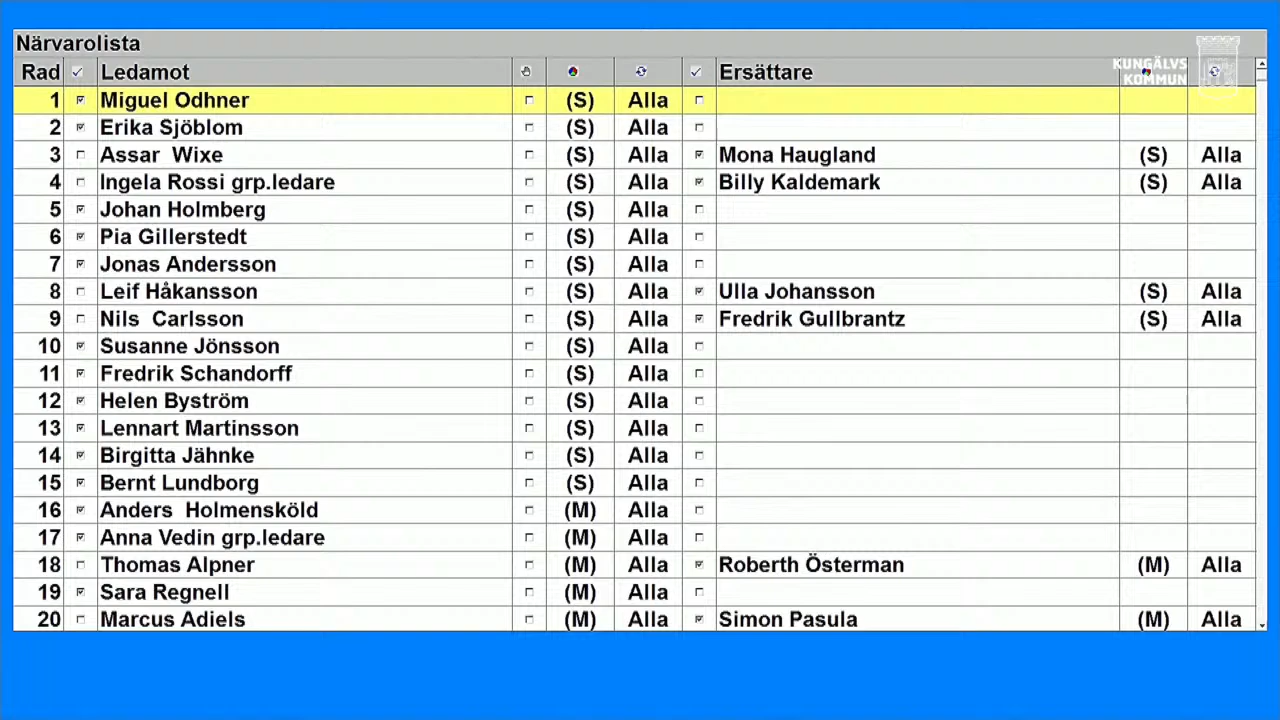 Närvarolista
Rad Ledamot Ersättare
KUNGÄLVS
KOMMUN
1 Miguel Odhner (S) Alla
2 Erika Sjöblom (S) Alla
3 Assar Wixe (S) Alla Mona Haugland (S) Alla
4 Ingela Rossi grp.ledare (S) Alla Billy Kaldemark (S) Alla
5 Johan Holmberg (S) Alla
6 Pia Gillerstedt (S) Alla
7 Jonas Andersson (S) Alla
8 Leif Håkansson (S) Alla Ulla Johansson (S) Alla
9 Nils Carlsson (S) Alla Fredrik Gullbrantz (S) Alla
10 Susanne Jönsson (S) Alla
11 Fredrik Schandorff (S) Alla
12 Helen Byström (S) Alla
13 Lennart Martinsson (S) Alla
14 Birgitta Jähnke (S) Alla
15 Bernt Lundborg (S) Alla
16 Anders Holmensköld (M) Alla
17 Anna Vedin grp.ledare (M) Alla
18 Thomas Alpner (M) Alla Roberth Österman (M) Alla
19 Sara Regnell (M) Alla
20 Marcus Adiels (M) Alla Simon Pasula (M) Alla